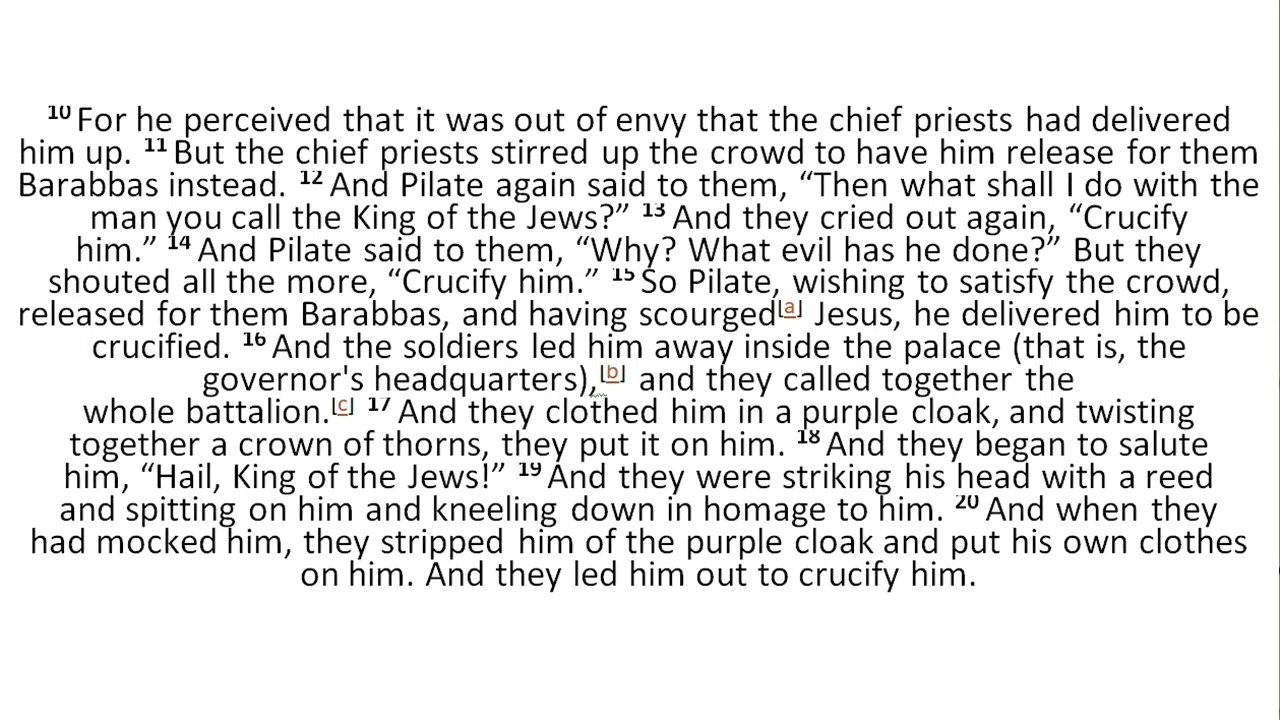 10 For he perceived that it was out of envy that the chief priests had delivered
him up. 11 But the chief priests stirred up the crowd to have him release for them
Barabbas instead. 12 And Pilate again said to them, “Then what shall I do with the
man you call the King of the Jews?” 13 And they cried out again, “Crucify
him.” 14 And Pilate said to them, “Why? What evil has he done?” But they
shouted all the more, “Crucify him.” 15 So Pilate, wishing to satisfy the crowd,
released for them Barabbas, and having scourged[a] Jesus, he delivered him to be
crucified. 16 And the soldiers led him away inside the palace (that is, the
governor's headquarters),[b] and they called together the
whole battalion.[c] 17 And they clothed him in a purple cloak, and twisting
together a crown of thorns, they put it on him. 18 And they began to salute
him, “Hail, King of the Jews!” 19 And they were striking his head with a reed
and spitting on him and kneeling down in homage to him. 20 And when they
had mocked him, they stripped him of the purple cloak and put his own clothes
on him. And they led him out to crucify him.